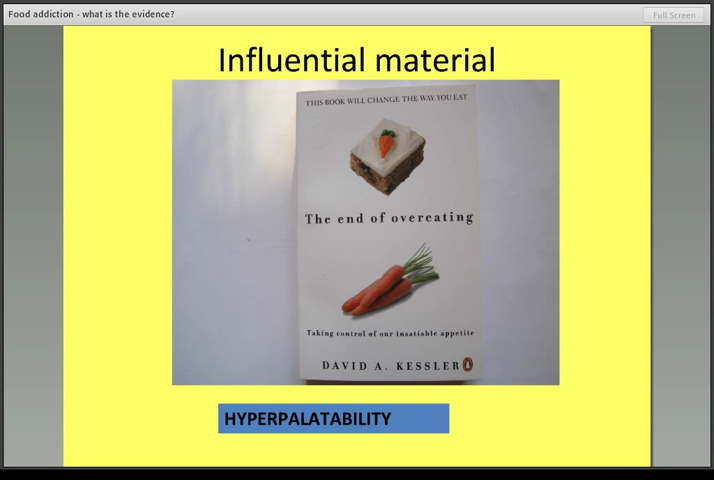 Food addiction - what is the evidence?
Full Screen
Influential material
THIS BOOK WILL CHANGE THE WAY YOU EAT
The end of overeating
Taking control of our insatiable appetite
DAVID A. KESSLER
HYPERPALATABILITY